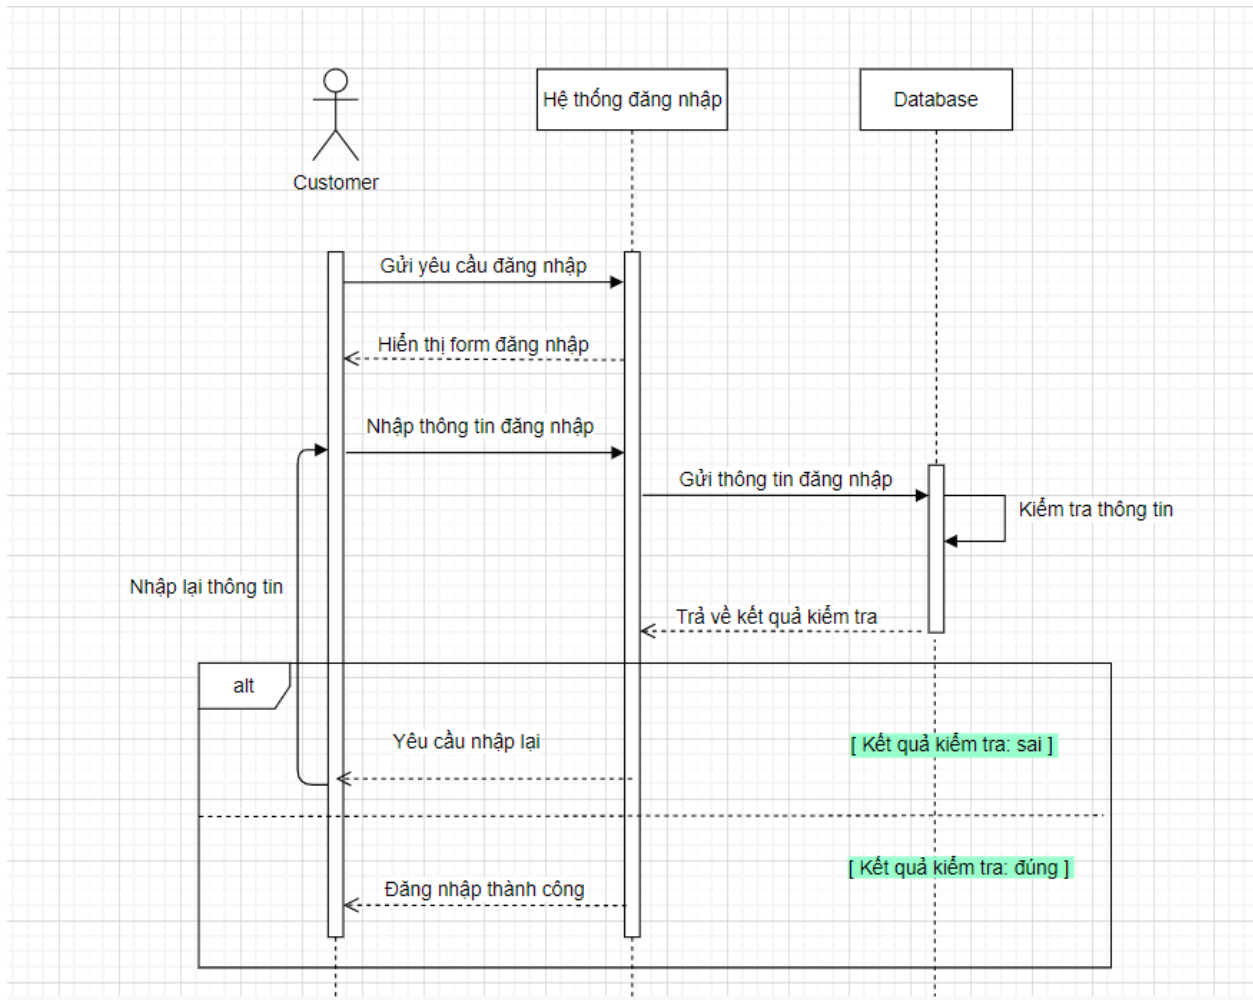 Hệ thống đăng nhập
Database
Customer
Gửi yêu cầu đăng nhập
Hiển thị form đăng nhập
Nhập thông tin đăng nhập
Gửi thông tin đăng nhập
Kiểm tra thông tin
Nhập lại thông tin
Trả về kết quả kiểm tra
alt
Yêu cầu nhập lại
[ Kết quả kiểm tra: sai ]
[ Kết quả kiểm tra: đúng ]
Đăng nhập thành công